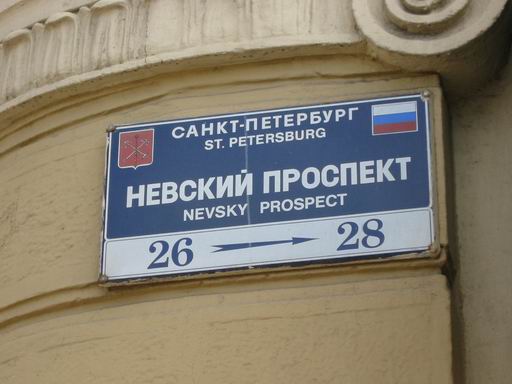 САНКТ-ПЕТЕРБУРГ
ST. PETERSBURG
НЕВСКИЙ ПРОСПЕКТ
NEVSKY PROSPECT
26 28